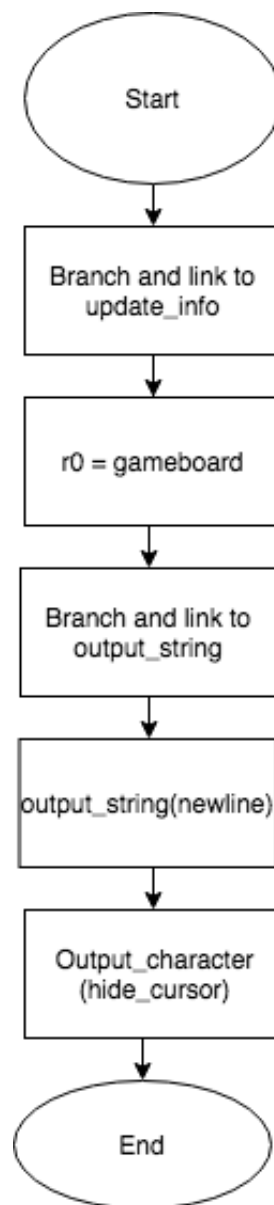 Start
Branch and link to
update_info
r0 = gameboard
Branch and link to
output_string
output_string(newline)
Output_character
(hide_cursor)
End